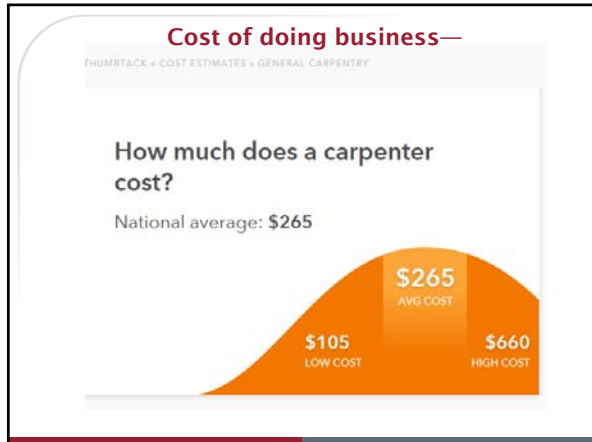 Cost of doing business—
THUMBTACK » COST ESTIMATES » GENERAL CARPENTRY
How much does a carpenter
cost?
National average: $265
$265
AVG COST
$105
LOW COST
$660
HIGH COST